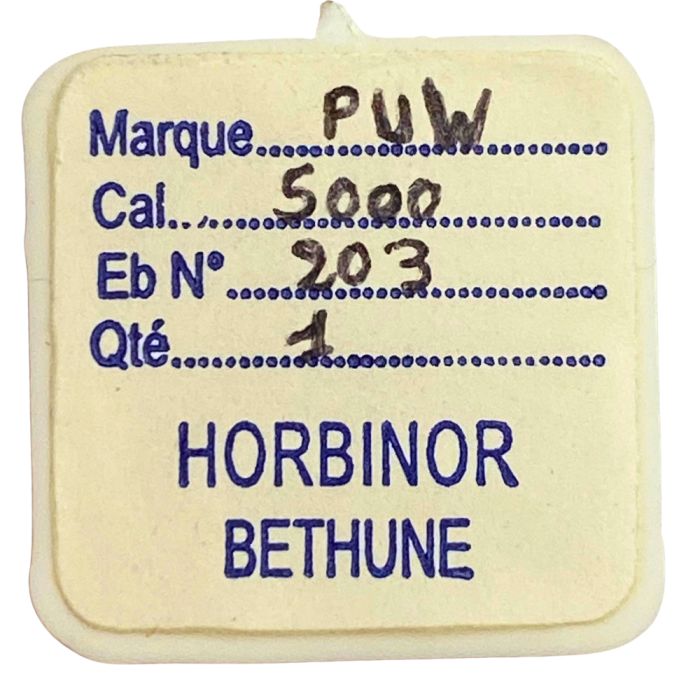 Marque PUW
Cal. 5000
Eb N° 203
Qté 1
HORBINOR
BETHUNE